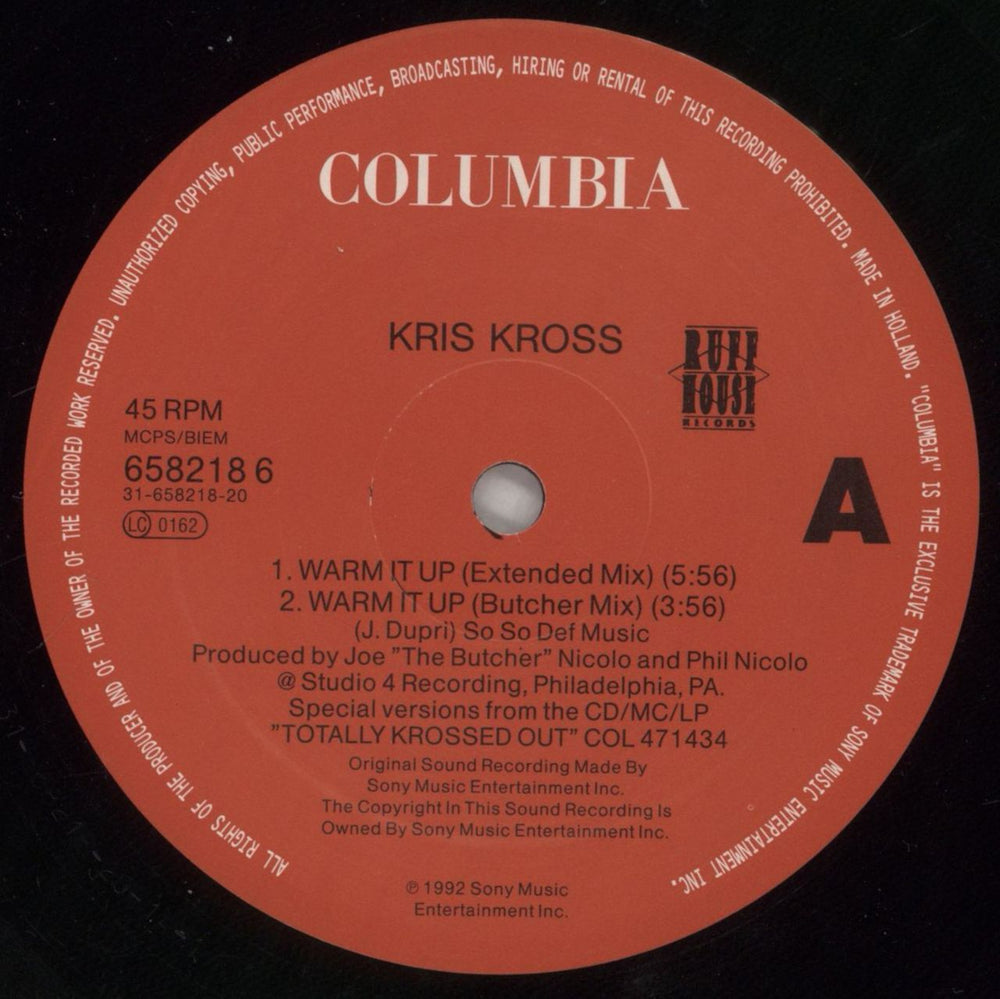 ALL RIGHTS OF THE PRODUCER AND OF THE OWNER OF THE RECORDED WORK RESERVED. UNAUTHORIZED COPYING, PUBLIC PERFORMANCE, BROADCASTING, HIRING OR RENTAL OF THIS RECORDING PROHIBITED. MADE IN HOLLAND. "COLUMBIA" IS THE EXCLUSIVE TRADEMARK OF SONY MUSIC ENTERTAINMENT INC.
COLUMBIA
KRIS KROSS
RUFF
HOUSE
RECORDS
45 RPM
MCPS/BIEM
658218 6
31-658218-20
LC 0162
A
1. WARM IT UP (Extended Mix) (5:56)
2. WARM IT UP (Butcher Mix) (3:56)
(J. Dupri) So So Def Music
Produced by Joe "The Butcher" Nicolo and Phil Nicolo
@ Studio 4 Recording, Philadelphia, PA.
Special versions from the CD/MC/LP
"TOTALLY KROSSED OUT" COL 471434
Original Sound Recording Made By
Sony Music Entertainment Inc.
The Copyright In This Sound Recording Is
Owned By Sony Music Entertainment Inc.
℗ 1992 Sony Music
Entertainment Inc.